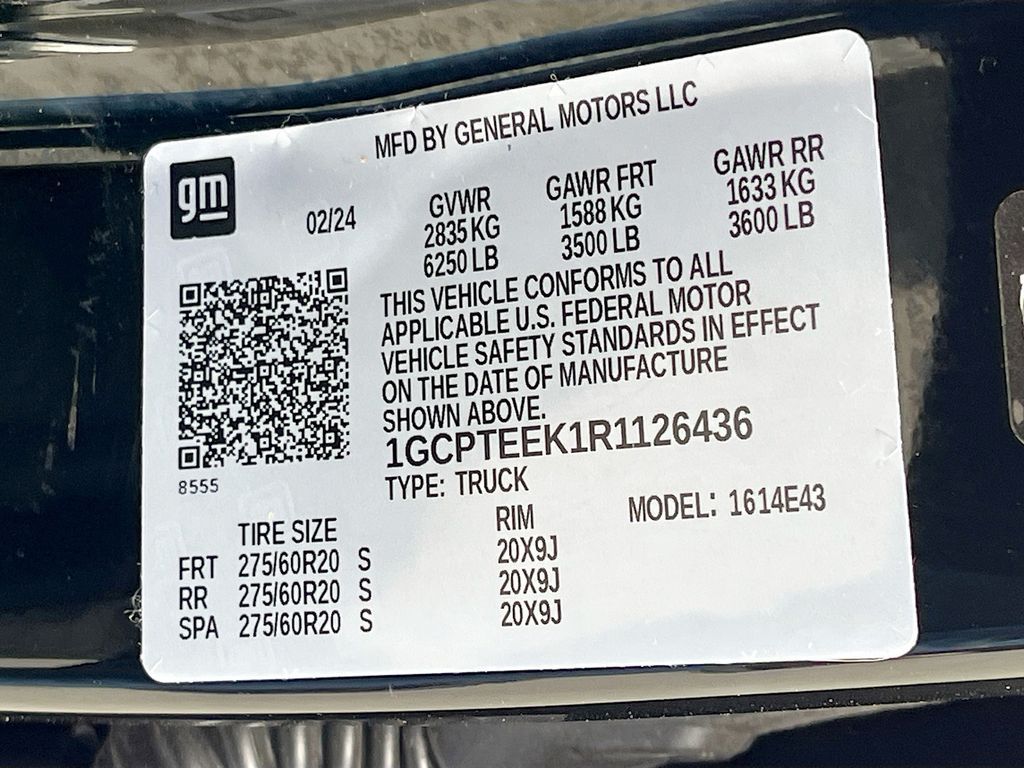 MFD BY GENERAL MOTORS LLC
gm
02/24
GVWR GAWR FRT GAWR RR
2835 KG 1588 KG 1633 KG
6250 LB 3500 LB 3600 LB
THIS VEHICLE CONFORMS TO ALL
APPLICABLE U.S. FEDERAL MOTOR
VEHICLE SAFETY STANDARDS IN EFFECT
ON THE DATE OF MANUFACTURE
SHOWN ABOVE.
1GCPTEEK1R1126436
8555
TYPE: TRUCK
MODEL: 1614E43
TIRE SIZE RIM
FRT 275/60R20 S 20X9J
RR 275/60R20 S 20X9J
SPA 275/60R20 S 20X9J